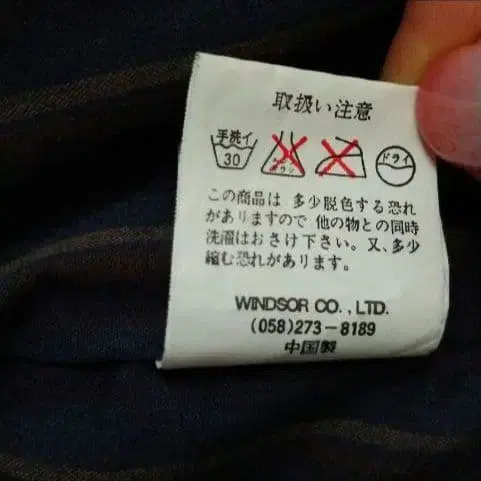 取扱い注意
手洗イ
30
ドライ
この商品は 多少脱色する恐れ
がありますので 他の物との同時
洗濯はおさけ下さい。又、多少
縮む恐れがあります。
WINDSOR CO.,LTD.
(058)273-8189
中国製